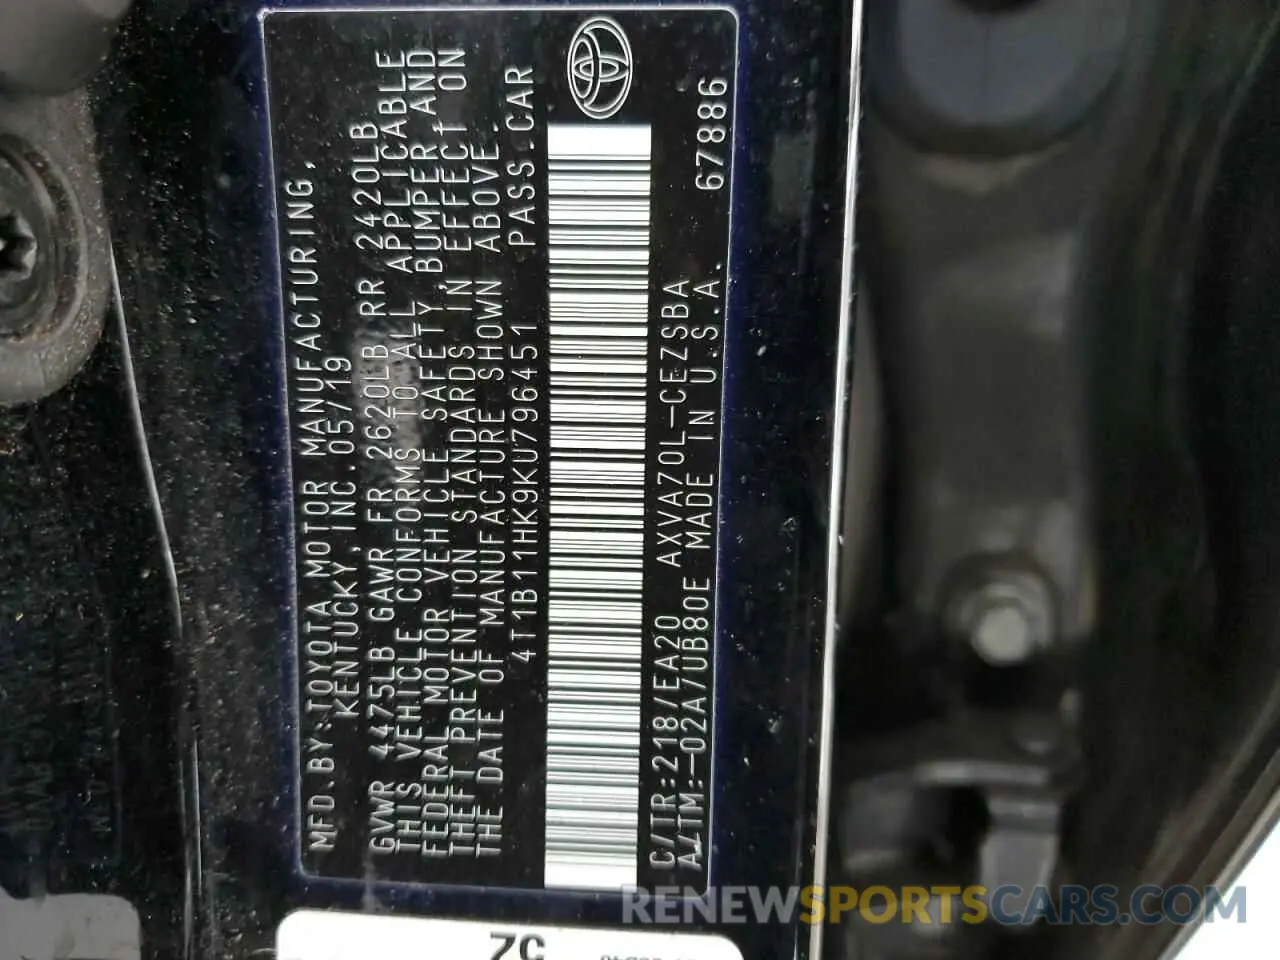 MFD.BY:TOYOTA MOTOR MANUFACTURING,
KENTUCKY, INC. 05/19
GVWR 4475LB GAWR FR 2620LB RR 2420LB
THIS VEHICLE CONFORMS TO ALL APPLICABLE
FEDERAL MOTOR VEHICLE SAFETY, BUMPER, AND
THEFT PREVENTION STANDARDS IN EFFECT ON
THE DATE OF MANUFACTURE SHOWN ABOVE.
4T1B11HK9KU796451 PASS.CAR
C/TR:218/EA20 AXVA70L-CEZSBA
A/TM:-02A/UB80E MADE IN U.S.A. 67886
52
RENEWSPORTSCARS.COM